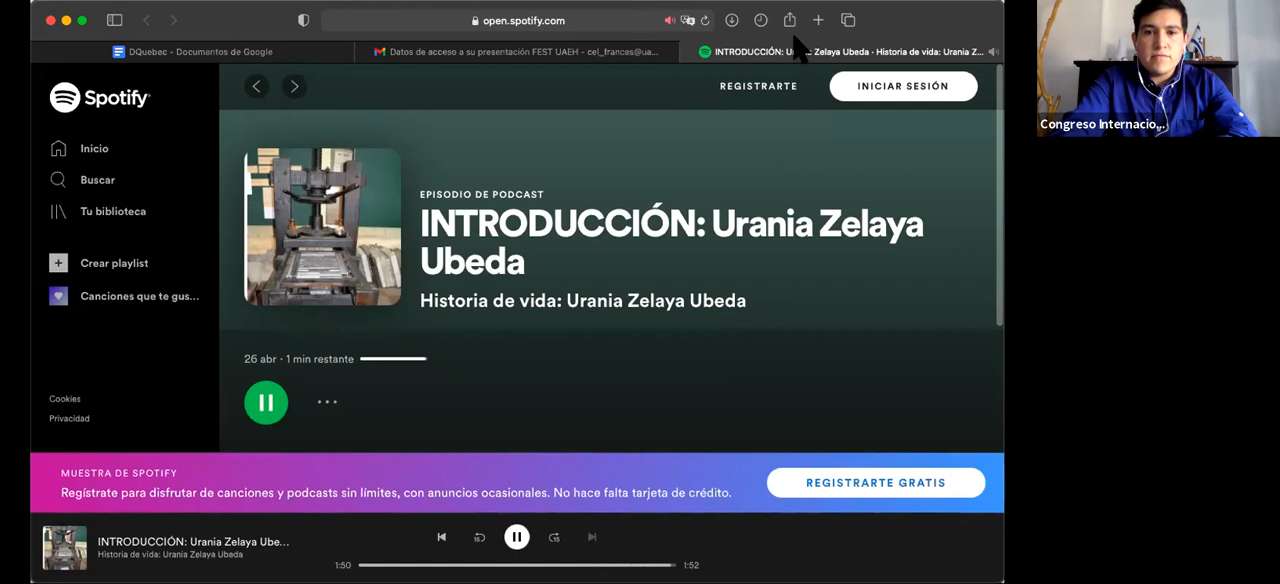 open.spotify.com
DQuebec - Documentos de Google
Datos de acceso a su presentación FEST UAEH - cel_frances@ua...
INTRODUCCIÓN: U... Zelaya Ubeda - Historia de vida: Urania Z...
Spotify
REGISTRARTE
INICIAR SESIÓN
Inicio
Buscar
Tu biblioteca
Crear playlist
Canciones que te gus...
Cookies
Privacidad
EPISODIO DE PODCAST
INTRODUCCIÓN: Urania Zelaya
Ubeda
Historia de vida: Urania Zelaya Ubeda
26 abr · 1 min restante
MUESTRA DE SPOTIFY
Regístrate para disfrutar de canciones y podcasts sin límites, con anuncios ocasionales. No hace falta tarjeta de crédito.
REGISTRARTE GRATIS
INTRODUCCIÓN: Urania Zelaya Ube...
Historia de vida: Urania Zelaya Ubeda
15
15
1:50
1:52
Congreso Internacio...